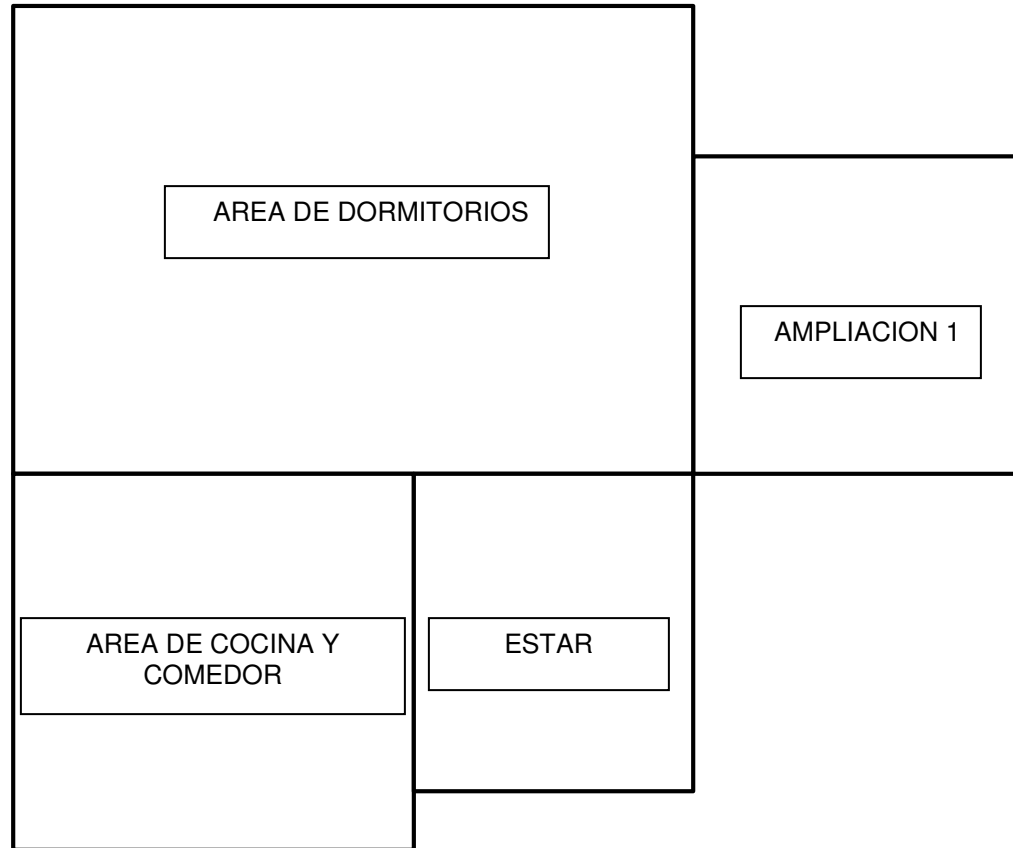 AREA DE DORMITORIOS
AMPLIACION 1
AREA DE COCINA Y
COMEDOR
ESTAR